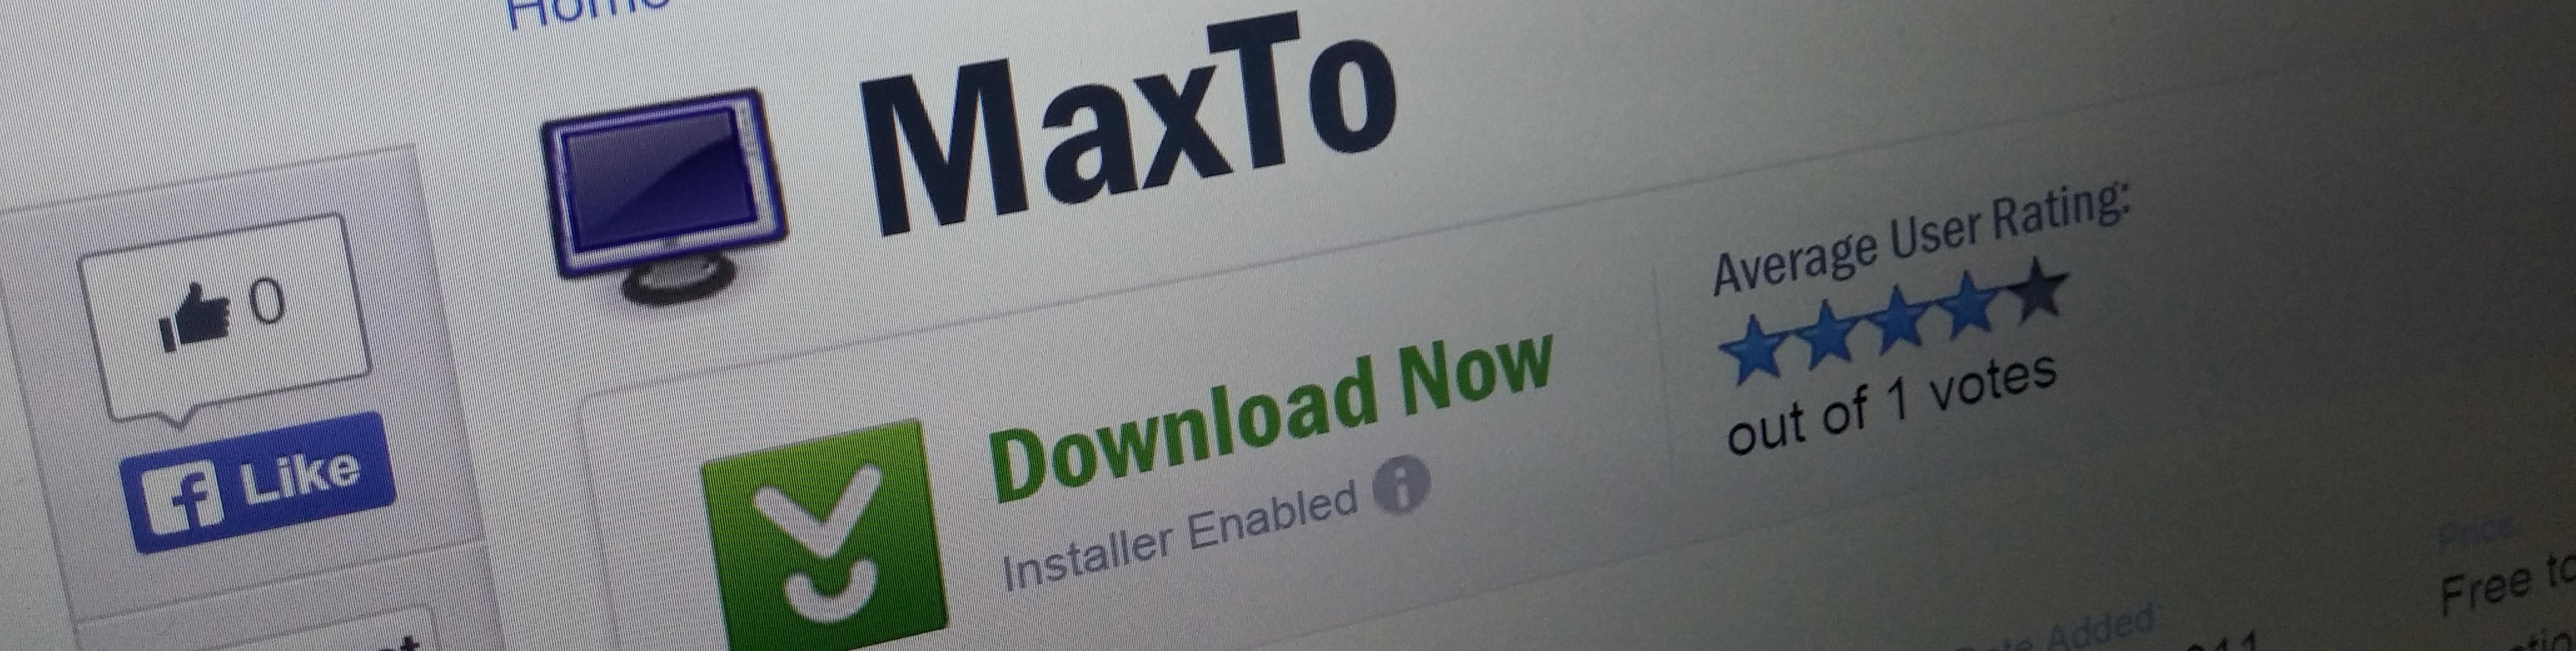 Home
MaxTo
0
Like
Download Now
Installer Enabled
Average User Rating:
out of 1 votes
Price
Free to
Added